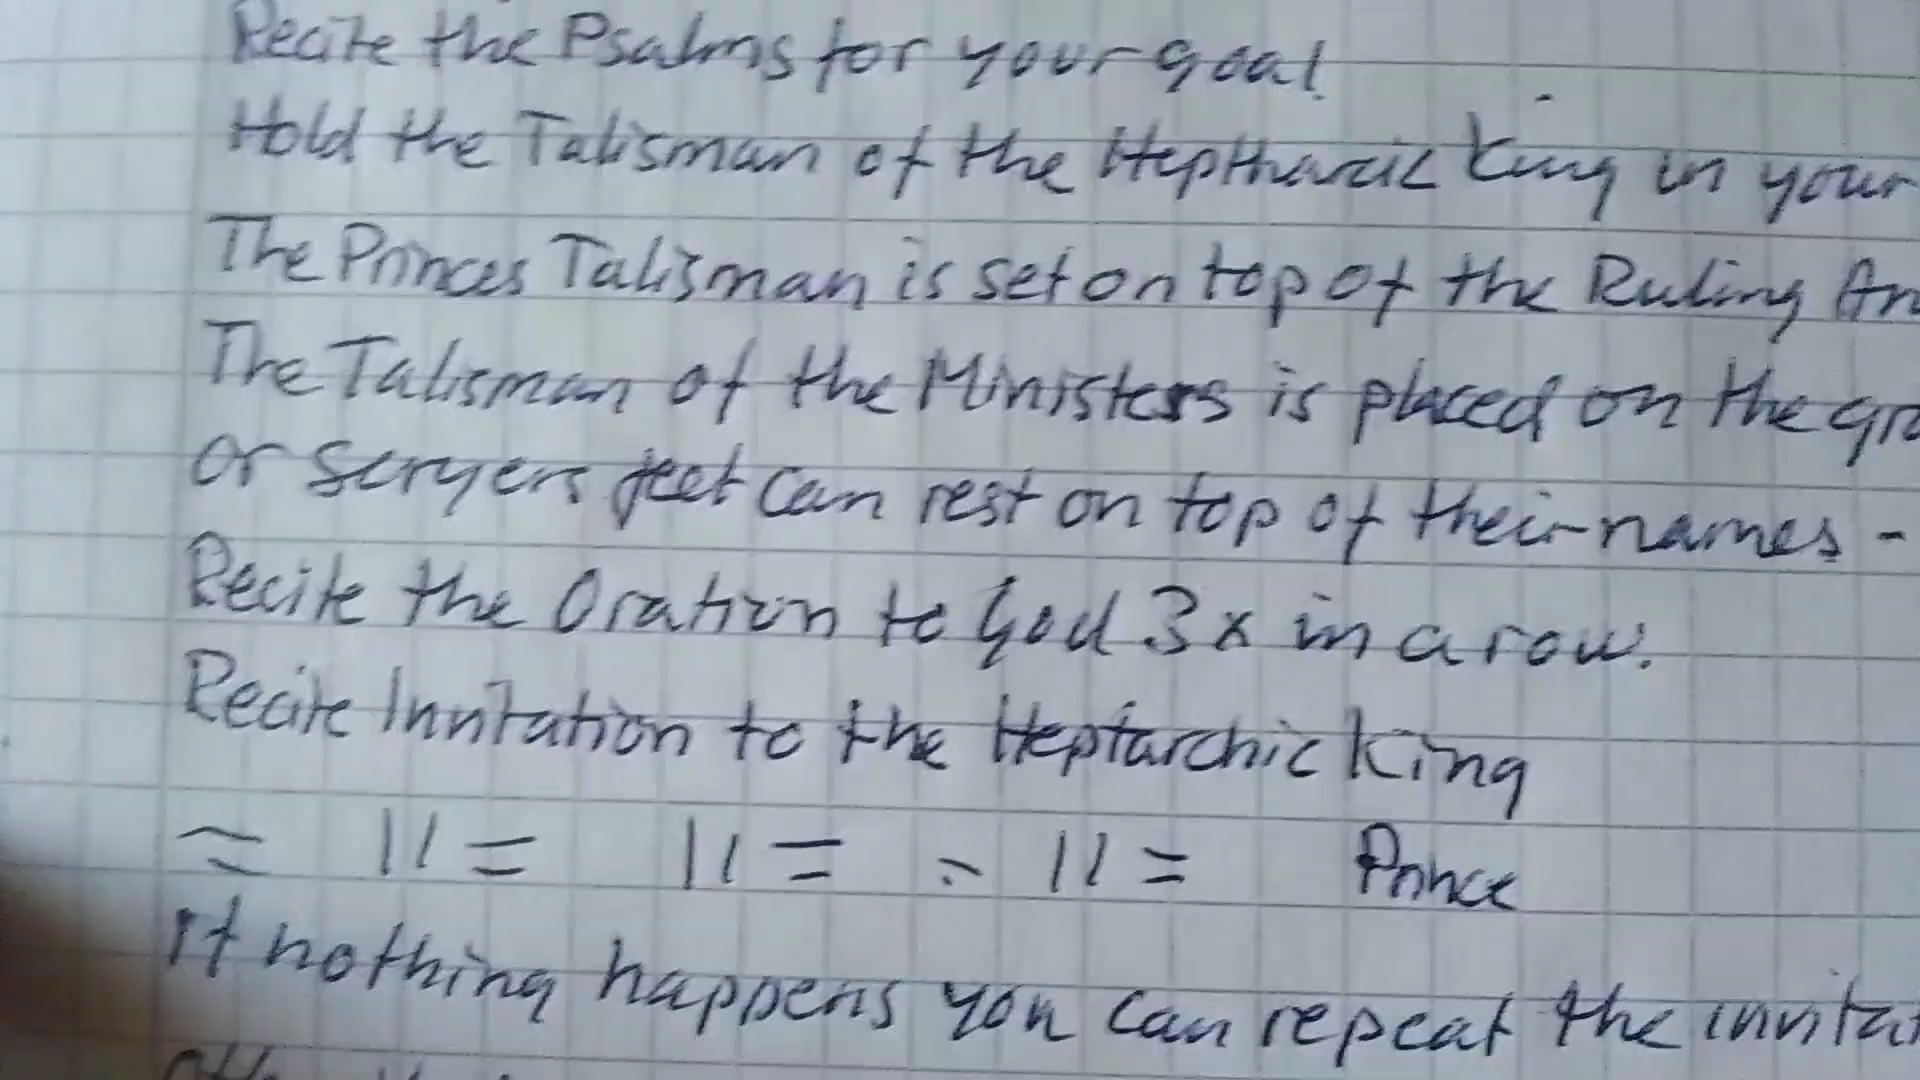 Recite the Psalms for your goal.
Hold the Talisman of the Heptharcic King in your
The Princes Talisman is set on top of the Ruling
The Talisman of the Ministers is placed on the
or scryers feet can rest on top of their names -
Recite the Oration to God 3x in a row.
Recite Invitation to the Heptarchic King
= 11 = 11 = - 11 = Prince
If nothing happens you can repeat the